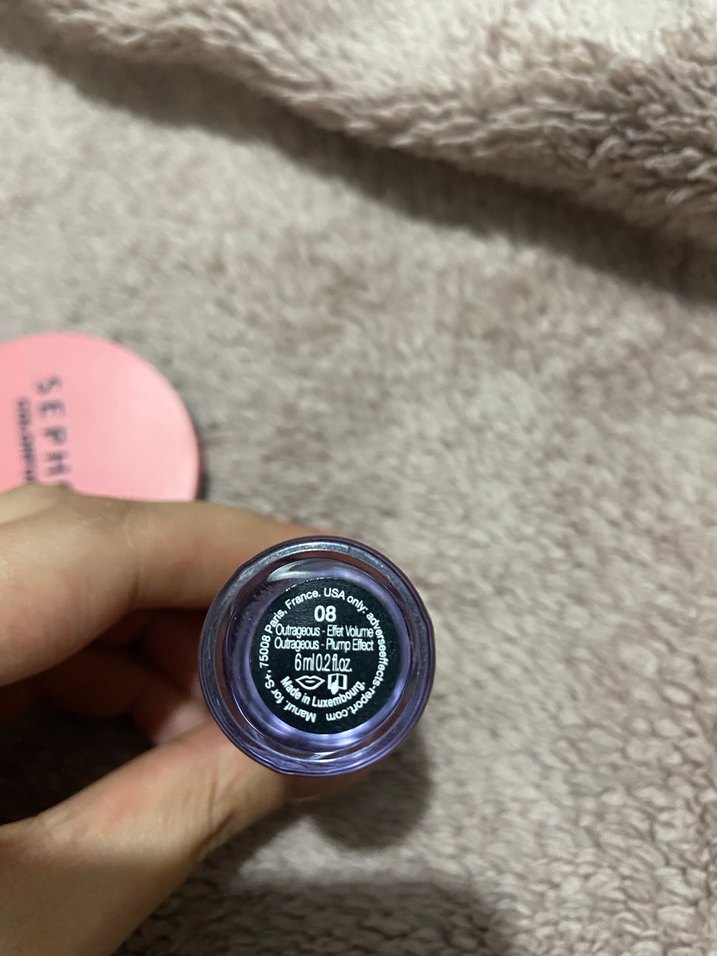 SEPH
08
Outrageous - Effet Volume
Outrageous - Plump Effect
6 ml 0.2 fl.oz.
Made in Luxembourg.
Manuf. for S+, 75008 Paris, France. USA only: adverseeffects-report.com